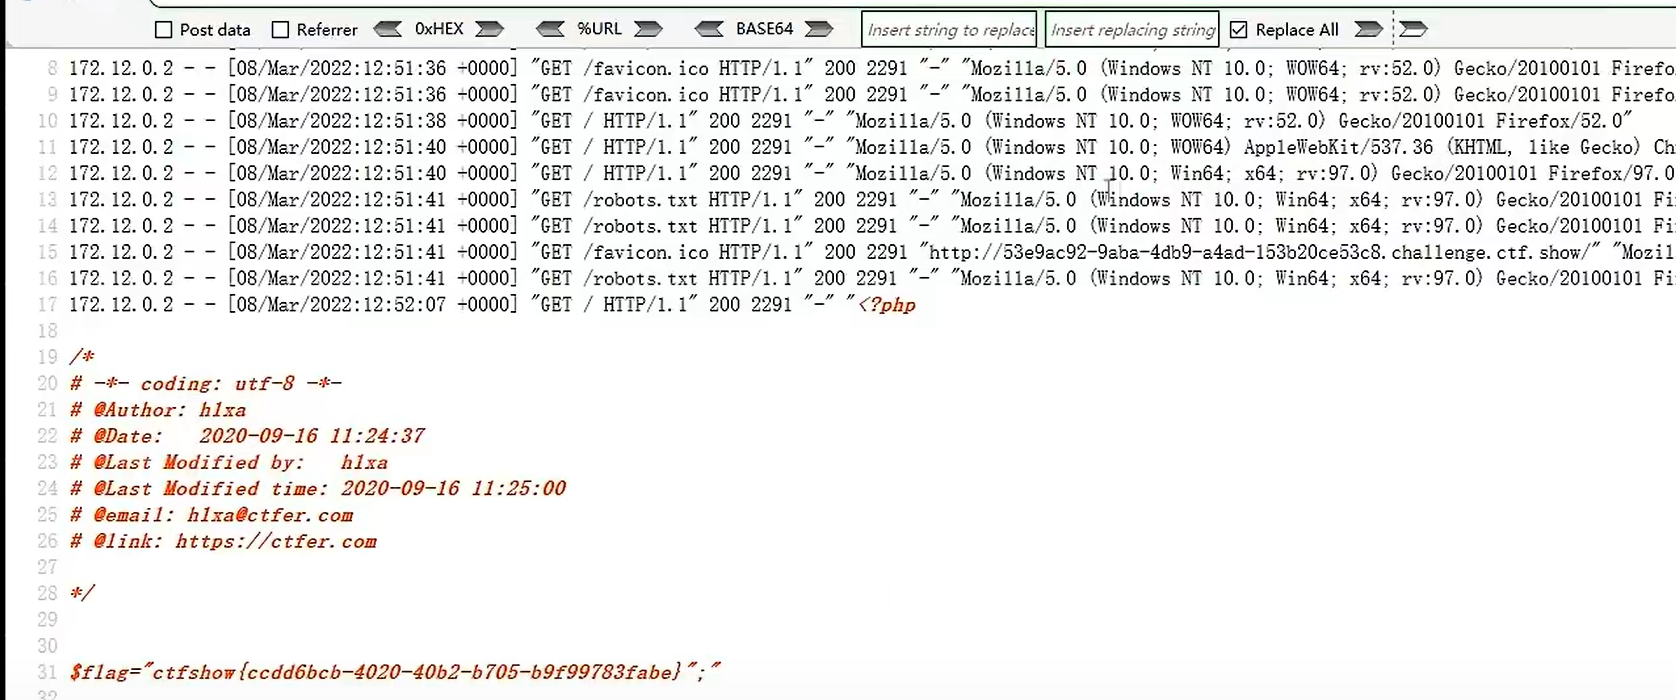 Post data Referrer 0xHEX %URL BASE64 Insert string to replace Insert replacing string Replace All
8 172.12.0.2 - - [08/Mar/2022:12:51:36 +0000] "GET /favicon.ico HTTP/1.1" 200 2291 "-" "Mozilla/5.0 (Windows NT 10.0; WOW64; rv:52.0) Gecko/20100101 Firefo
9 172.12.0.2 - - [08/Mar/2022:12:51:36 +0000] "GET /favicon.ico HTTP/1.1" 200 2291 "-" "Mozilla/5.0 (Windows NT 10.0; WOW64; rv:52.0) Gecko/20100101 Firefo
10 172.12.0.2 - - [08/Mar/2022:12:51:38 +0000] "GET / HTTP/1.1" 200 2291 "-" "Mozilla/5.0 (Windows NT 10.0; WOW64; rv:52.0) Gecko/20100101 Firefox/52.0"
11 172.12.0.2 - - [08/Mar/2022:12:51:40 +0000] "GET / HTTP/1.1" 200 2291 "-" "Mozilla/5.0 (Windows NT 10.0; WOW64) AppleWebKit/537.36 (KHTML, like Gecko) Ch
12 172.12.0.2 - - [08/Mar/2022:12:51:40 +0000] "GET / HTTP/1.1" 200 2291 "-" "Mozilla/5.0 (Windows NT 10.0; Win64; x64; rv:97.0) Gecko/20100101 Firefox/97.0
13 172.12.0.2 - - [08/Mar/2022:12:51:41 +0000] "GET /robots.txt HTTP/1.1" 200 2291 "-" "Mozilla/5.0 (Windows NT 10.0; Win64; x64; rv:97.0) Gecko/20100101 Fi
14 172.12.0.2 - - [08/Mar/2022:12:51:41 +0000] "GET /robots.txt HTTP/1.1" 200 2291 "-" "Mozilla/5.0 (Windows NT 10.0; Win64; x64; rv:97.0) Gecko/20100101 Fi
15 172.12.0.2 - - [08/Mar/2022:12:51:41 +0000] "GET /favicon.ico HTTP/1.1" 200 2291 "http://53e9ac92-9aba-4db9-a4ad-153b20ce53c8.challenge.ctf.show/" "Mozil
16 172.12.0.2 - - [08/Mar/2022:12:51:41 +0000] "GET /robots.txt HTTP/1.1" 200 2291 "-" "Mozilla/5.0 (Windows NT 10.0; Win64; x64; rv:97.0) Gecko/20100101 Fi
17 172.12.0.2 - - [08/Mar/2022:12:52:07 +0000] "GET / HTTP/1.1" 200 2291 "-" "<?php
18
19 /*
20 # -*- coding: utf-8 -*-
21 # @Author: h1xa
22 # @Date:   2020-09-16 11:24:37
23 # @Last Modified by:   h1xa
24 # @Last Modified time: 2020-09-16 11:25:00
25 # @email: h1xa@ctfer.com
26 # @link: https://ctfer.com
27
28 */
29
30
31 $flag="ctfshow{ccdd6bcb-4020-40b2-b705-b9f99783fabe}";"
32